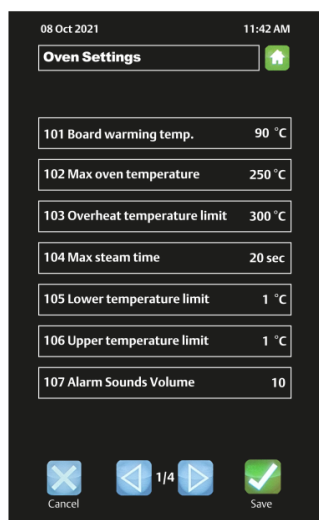 08 Oct 2021 11:42 AM
Oven Settings
101 Board warming temp. 90 °C
102 Max oven temperature 250 °C
103 Overheat temperature limit 300 °C
104 Max steam time 20 sec
105 Lower temperature limit 1 °C
106 Upper temperature limit 1 °C
107 Alarm Sounds Volume 10
1/4
Cancel Save